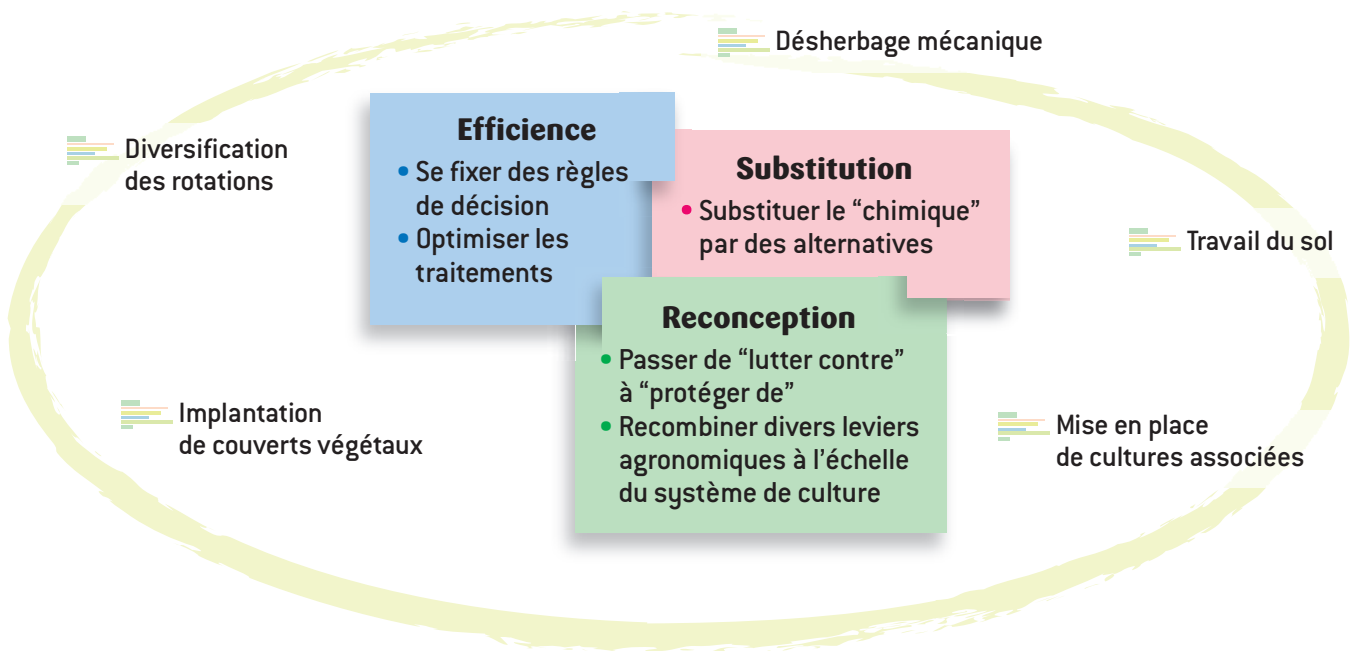 Désherbage mécanique
Diversification
des rotations
Efficience
• Se fixer des règles
de décision
• Optimiser les
traitements
Substitution
• Substituer le “chimique”
par des alternatives
Travail du sol
Reconception
• Passer de “lutter contre”
à “protéger de”
• Recombiner divers leviers
agronomiques à l’échelle
du système de culture
Implantation
de couverts végétaux
Mise en place
de cultures associées